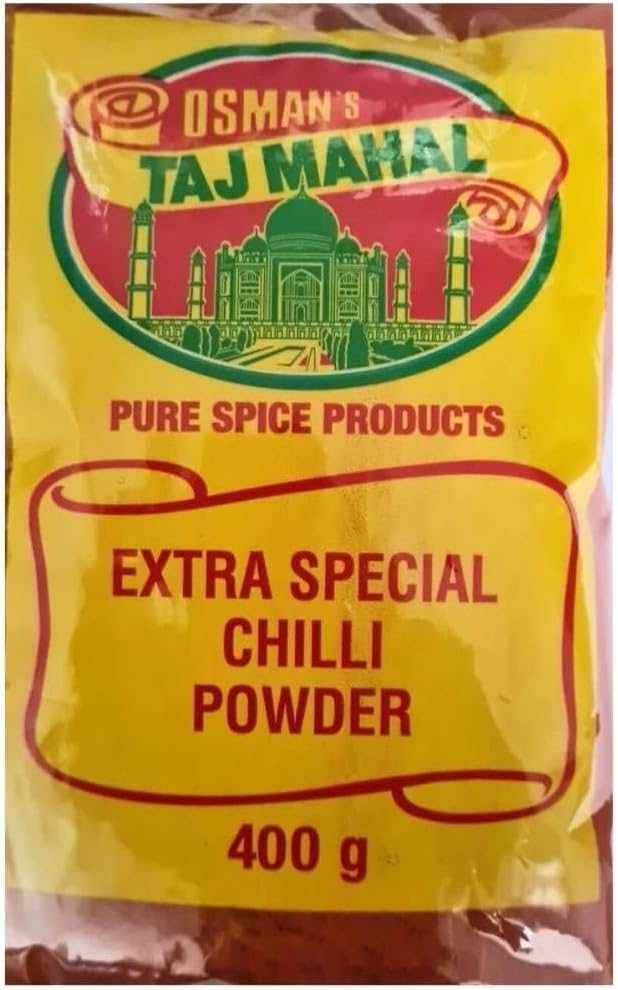 OSMAN'S
TAJ MAHAL
PURE SPICE PRODUCTS
EXTRA SPECIAL
CHILLI
POWDER
400 g